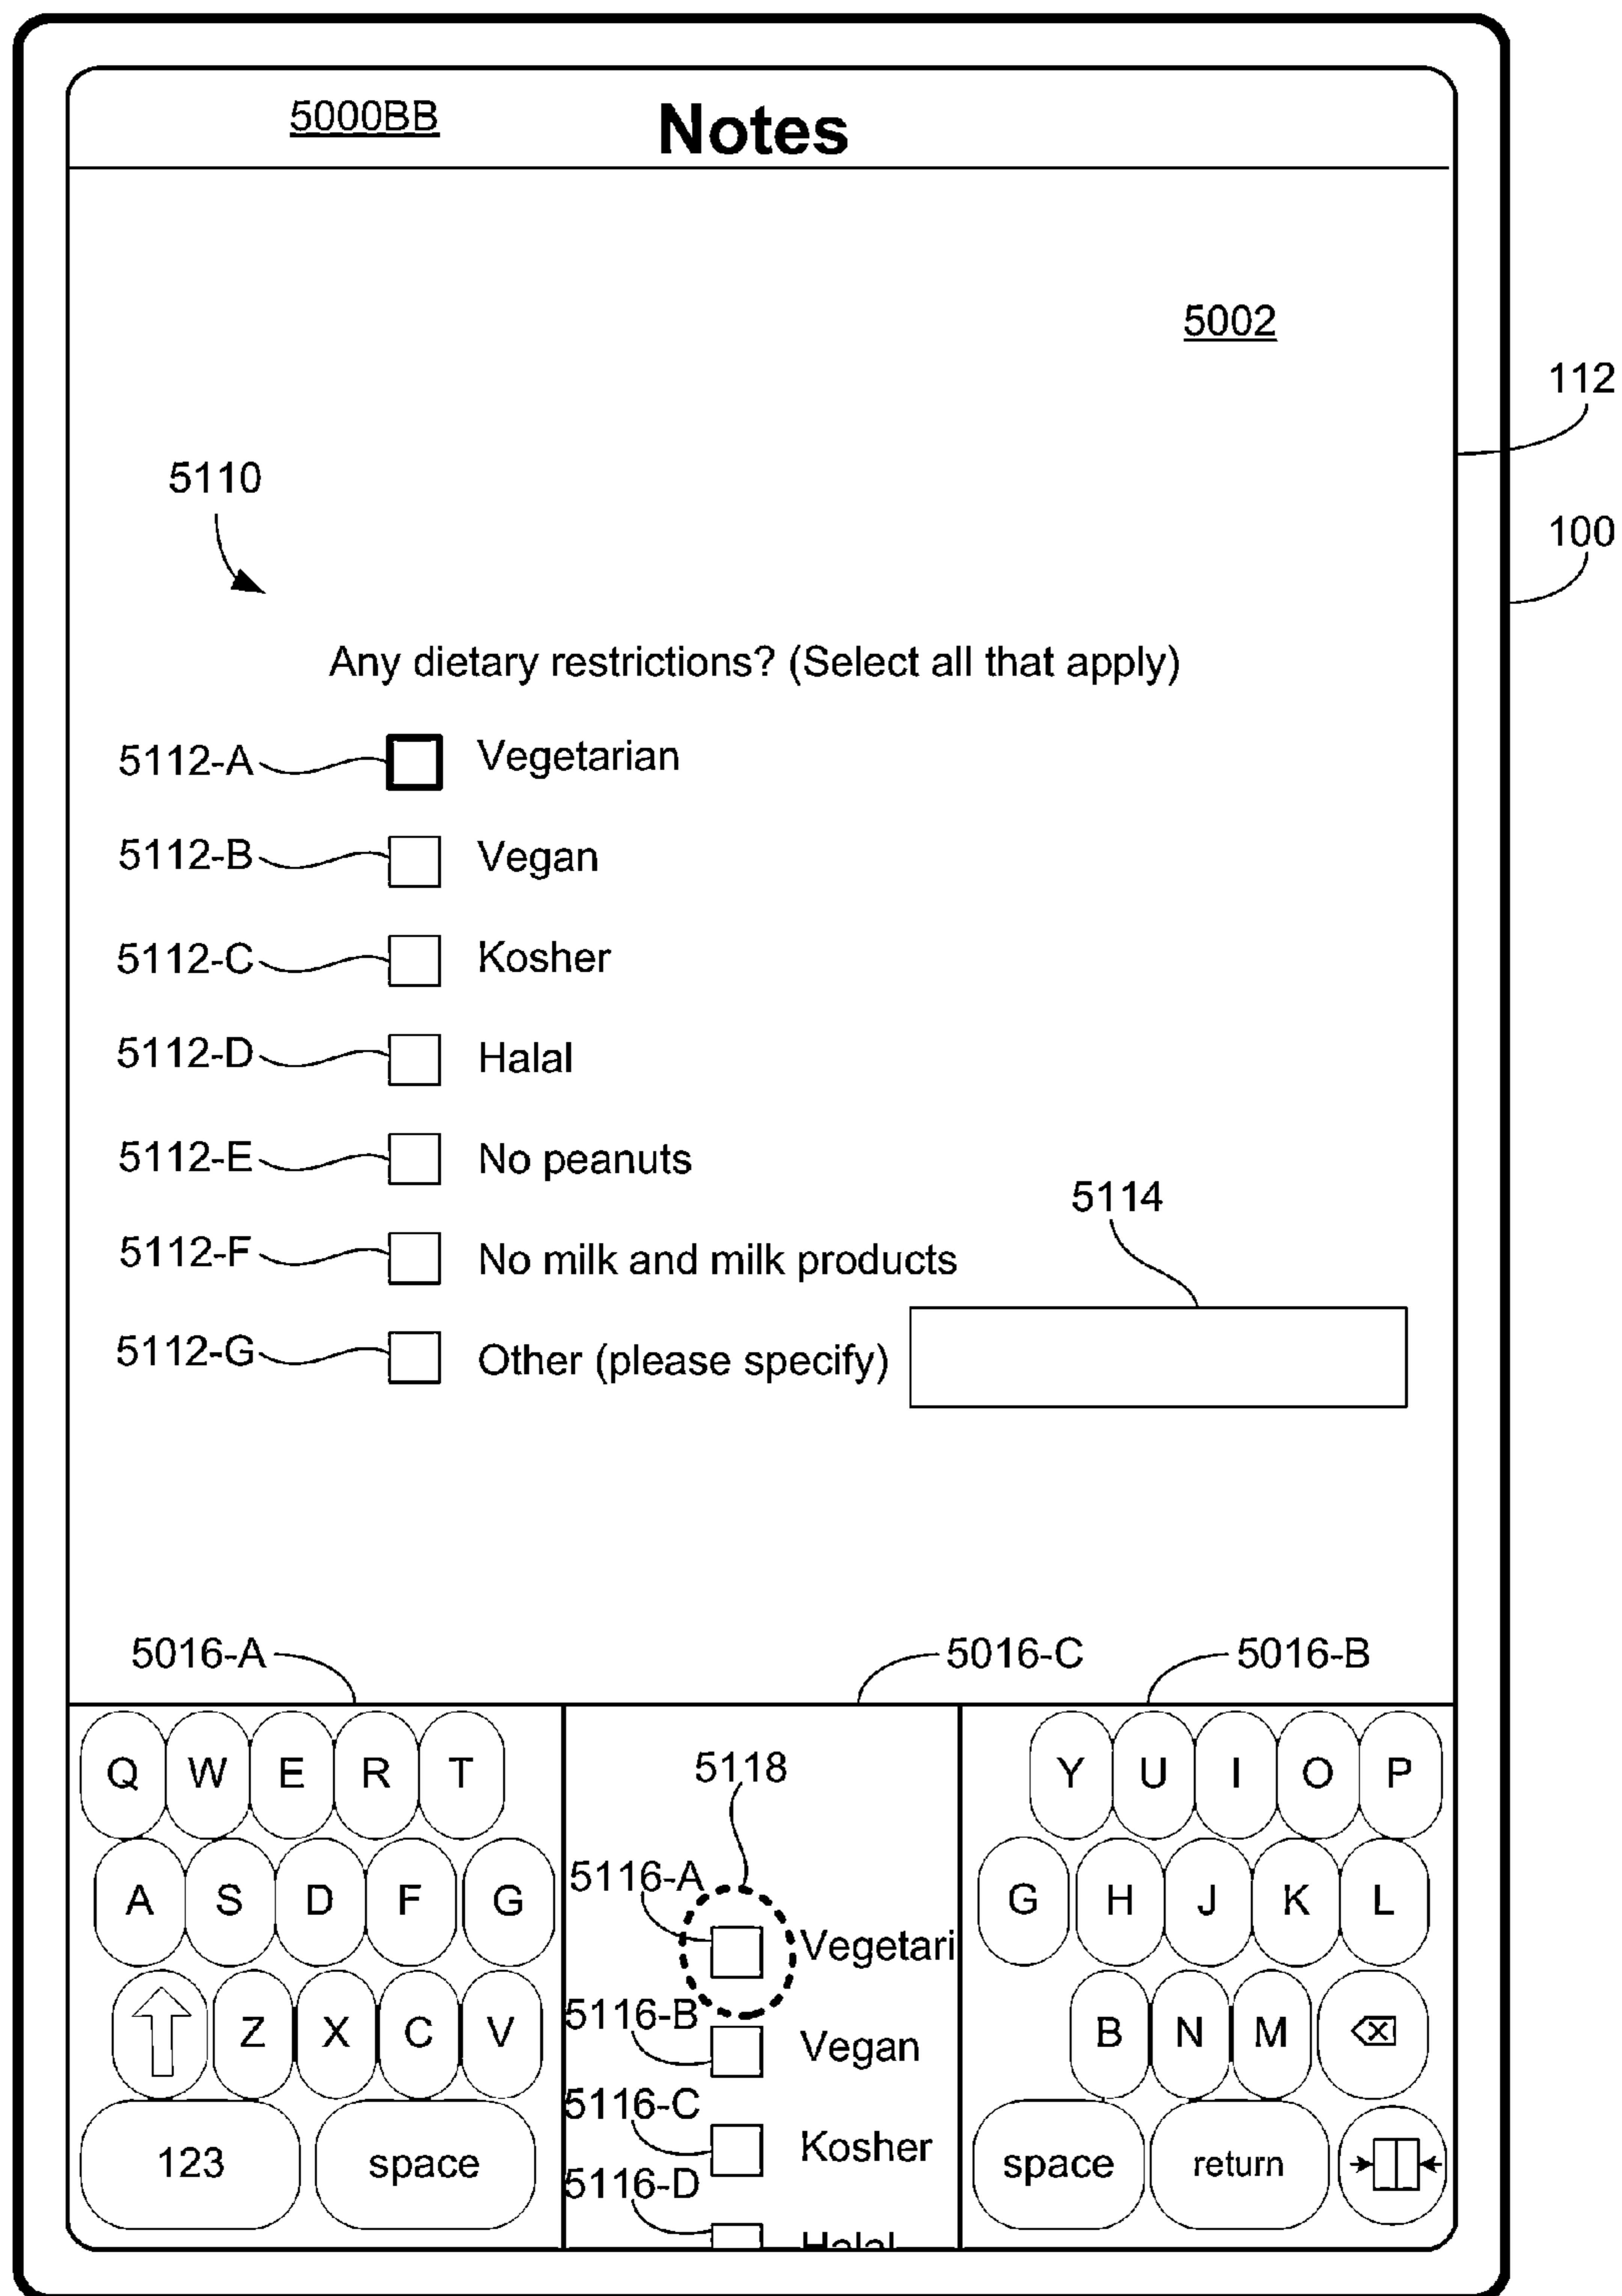 5000BB
Notes
5002
112
5110
100
Any dietary restrictions? (Select all that apply)
5112-A Vegetarian
5112-B Vegan
5112-C Kosher
5112-D Halal
5112-E No peanuts
5114
5112-F No milk and milk products
5112-G Other (please specify)
5016-A 5016-C 5016-B
Q W E R T
A S D F G
Z X C V
123 space
5118
5116-A
Vegetari
5116-B
Vegan
5116-C
Kosher
5116-D
Halal
Y U I O P
G H J K L
B N M
space return